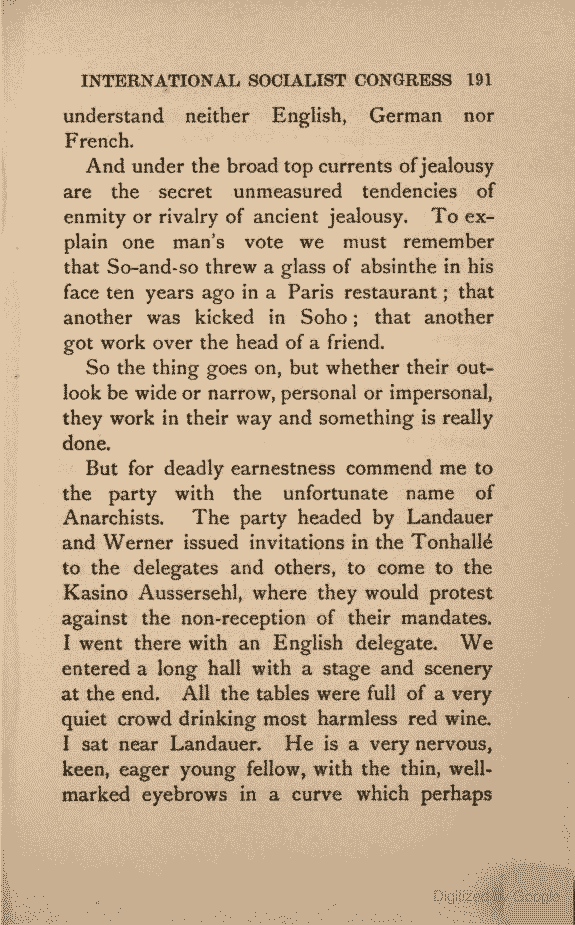 INTERNATIONAL SOCIALIST CONGRESS 191
understand neither English, German nor
French.
And under the broad top currents of jealousy
are the secret unmeasured tendencies of
enmity or rivalry of ancient jealousy. To ex-
plain one man's vote we must remember
that So-and-so threw a glass of absinthe in his
face ten years ago in a Paris restaurant ; that
another was kicked in Soho ; that another
got work over the head of a friend.
So the thing goes on, but whether their out-
look be wide or narrow, personal or impersonal,
they work in their way and something is really
done.
But for deadly earnestness commend me to
the party with the unfortunate name of
Anarchists. The party headed by Landauer
and Werner issued invitations in the Tonhallé
to the delegates and others, to come to the
Kasino Aussersehl, where they would protest
against the non-reception of their mandates.
I went there with an English delegate. We
entered a long hall with a stage and scenery
at the end. All the tables were full of a very
quiet crowd drinking most harmless red wine.
I sat near Landauer. He is a very nervous,
keen, eager young fellow, with the thin, well-
marked eyebrows in a curve which perhaps
Digitized by Google